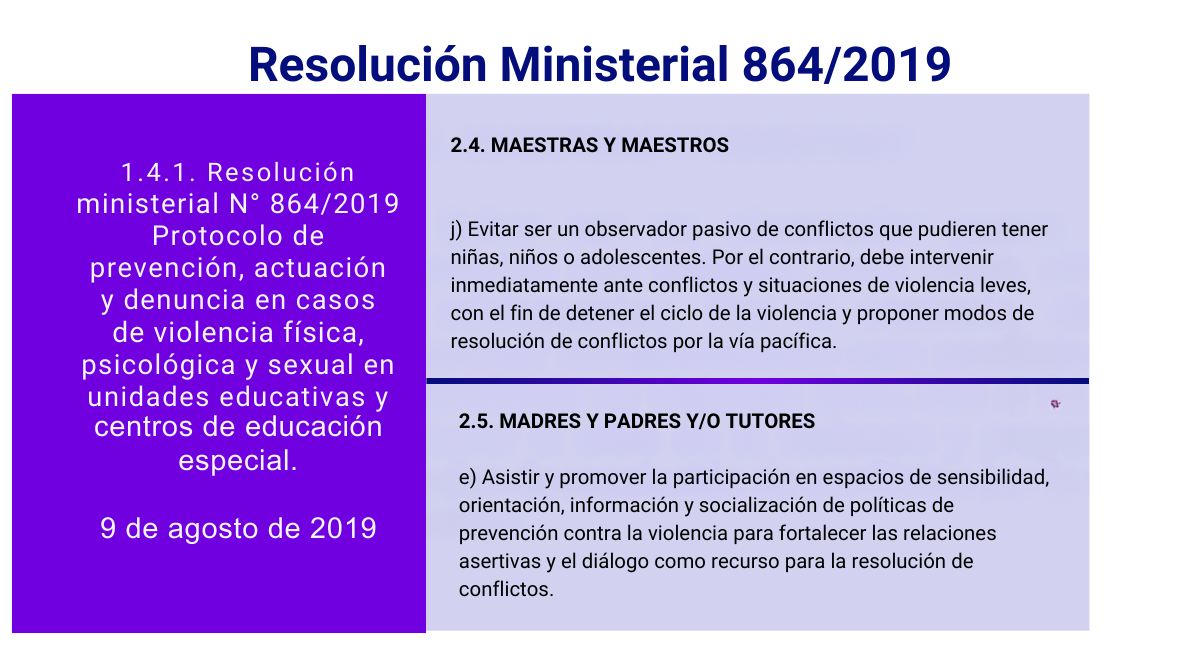 Resolución Ministerial 864/2019
1.4.1. Resolución
ministerial N° 864/2019
Protocolo de
prevención, actuación
y denuncia en casos
de violencia física,
psicológica y sexual en
unidades educativas y
centros de educación
especial.
9 de agosto de 2019
2.4. MAESTRAS Y MAESTROS
j) Evitar ser un observador pasivo de conflictos que pudieren tener
niñas, niños o adolescentes. Por el contrario, debe intervenir
inmediatamente ante conflictos y situaciones de violencia leves,
con el fin de detener el ciclo de la violencia y proponer modos de
resolución de conflictos por la vía pacífica.
2.5. MADRES Y PADRES Y/O TUTORES
e) Asistir y promover la participación en espacios de sensibilidad,
orientación, información y socialización de políticas de
prevención contra la violencia para fortalecer las relaciones
asertivas y el diálogo como recurso para la resolución de
conflictos.